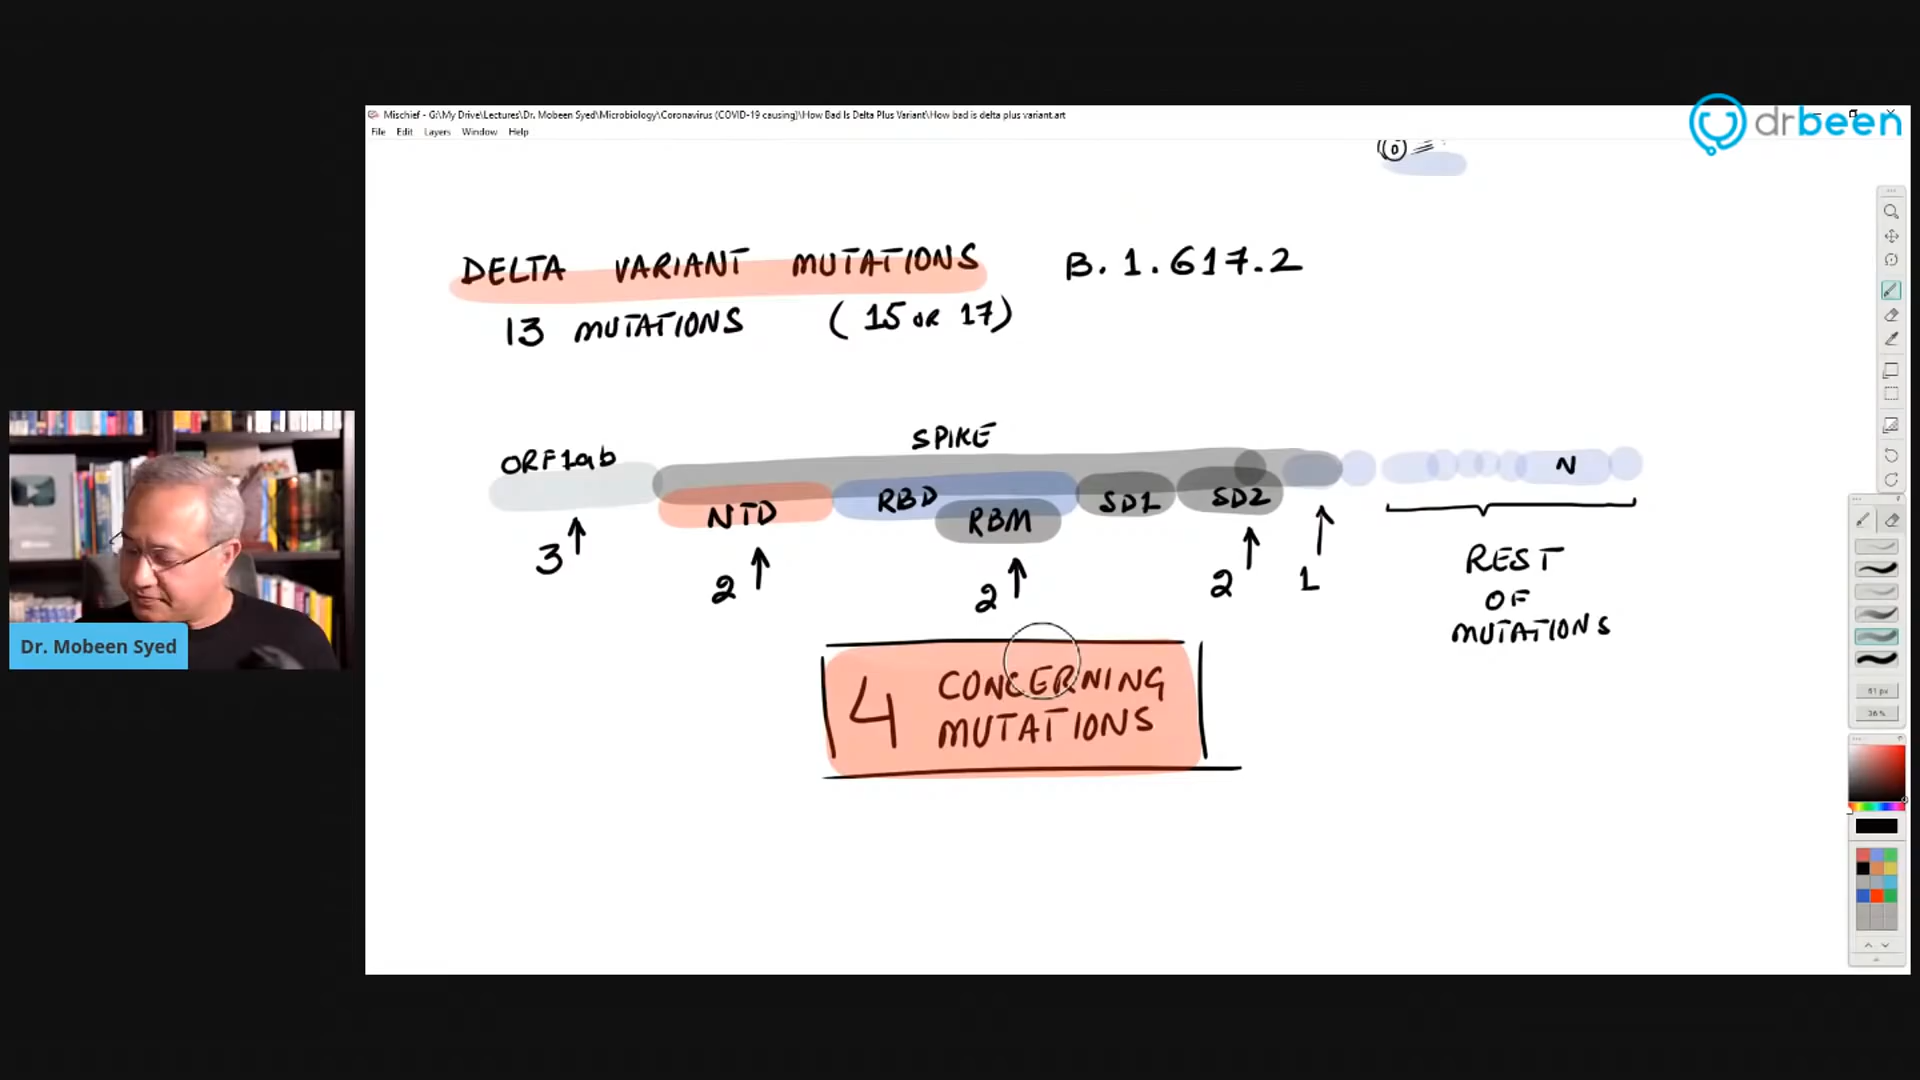 Mischief - G:\My Drive\Lectures\Dr. Mobeen Syed\Microbiology\Coronavirus (COVID-19 causing)\How Bad Is Delta Plus Variant\How bad is delta plus variant.art
File Edit Layers Window Help
drbeen
DELTA VARIANT MUTATIONS B.1.617.2
13 MUTATIONS (15 OR 17)
SPIKE
ORF1ab
N
NTD RBD SD1 SD2
RBM
3 2 2 2 1
REST
OF
MUTATIONS
4 CONCERNING
MUTATIONS
Dr. Mobeen Syed
61 px
36%